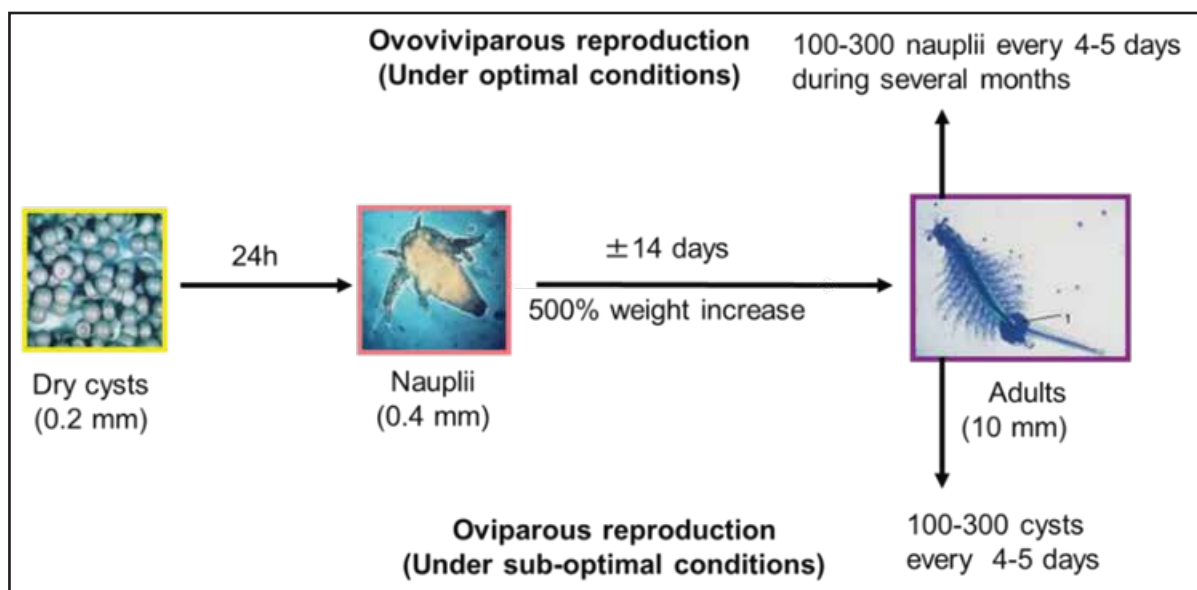 Ovoviviparous reproduction
(Under optimal conditions)
100-300 nauplii every 4-5 days
during several months
24h
±14 days
500% weight increase
1
Dry cysts
(0.2 mm)
Nauplii
(0.4 mm)
Adults
(10 mm)
Oviparous reproduction
(Under sub-optimal conditions)
100-300 cysts
every 4-5 days